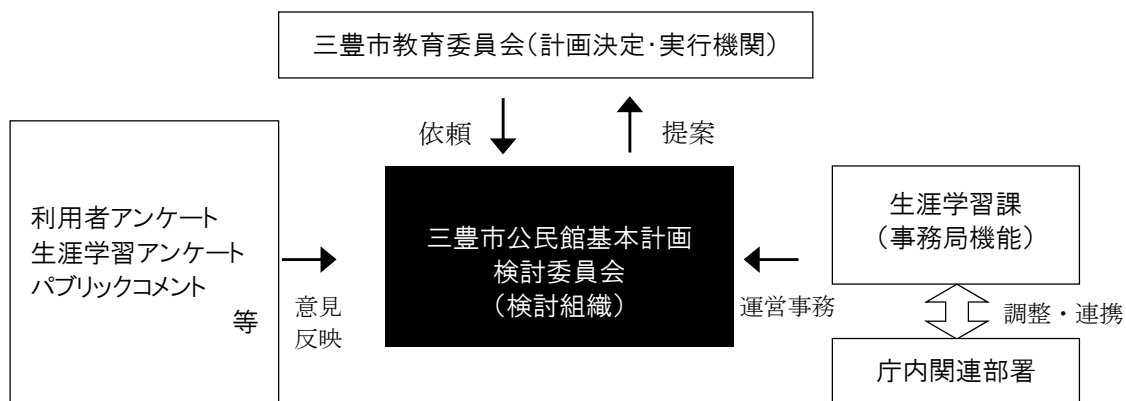 三豊市教育委員会(計画決定・実行機関)
依頼
提案
利用者アンケート
生涯学習アンケート
パブリックコメント
等
意見
反映
三豊市公民館基本計画
検討委員会
(検討組織)
運営事務
生涯学習課
(事務局機能)
調整・連携
庁内関連部署